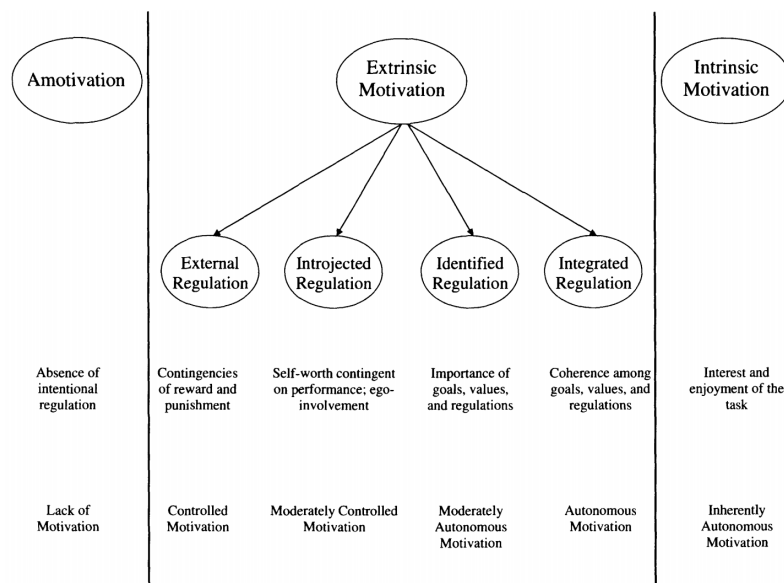 Amotivation
Extrinsic
Motivation
Intrinsic
Motivation
External
Regulation
Introjected
Regulation
Identified
Regulation
Integrated
Regulation
Absence of
intentional
regulation
Contingencies
of reward and
punishment
Self-worth contingent
on performance; ego-
involvement
Importance of
goals, values,
and regulations
Coherence among
goals, values, and
regulations
Interest and
enjoyment of the
task
Lack of
Motivation
Controlled
Motivation
Moderately Controlled
Motivation
Moderately
Autonomous
Motivation
Autonomous
Motivation
Inherently
Autonomous
Motivation